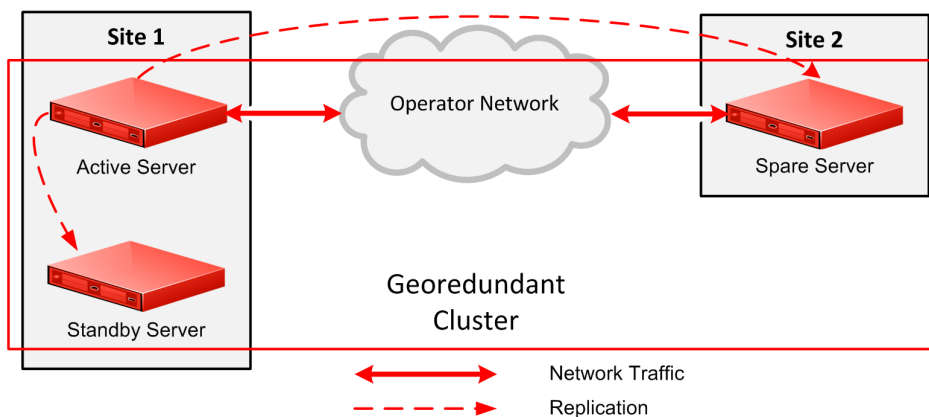 Site 1
Site 2
Operator Network
Active Server
Spare Server
Standby Server
Georedundant
Cluster
Network Traffic
Replication